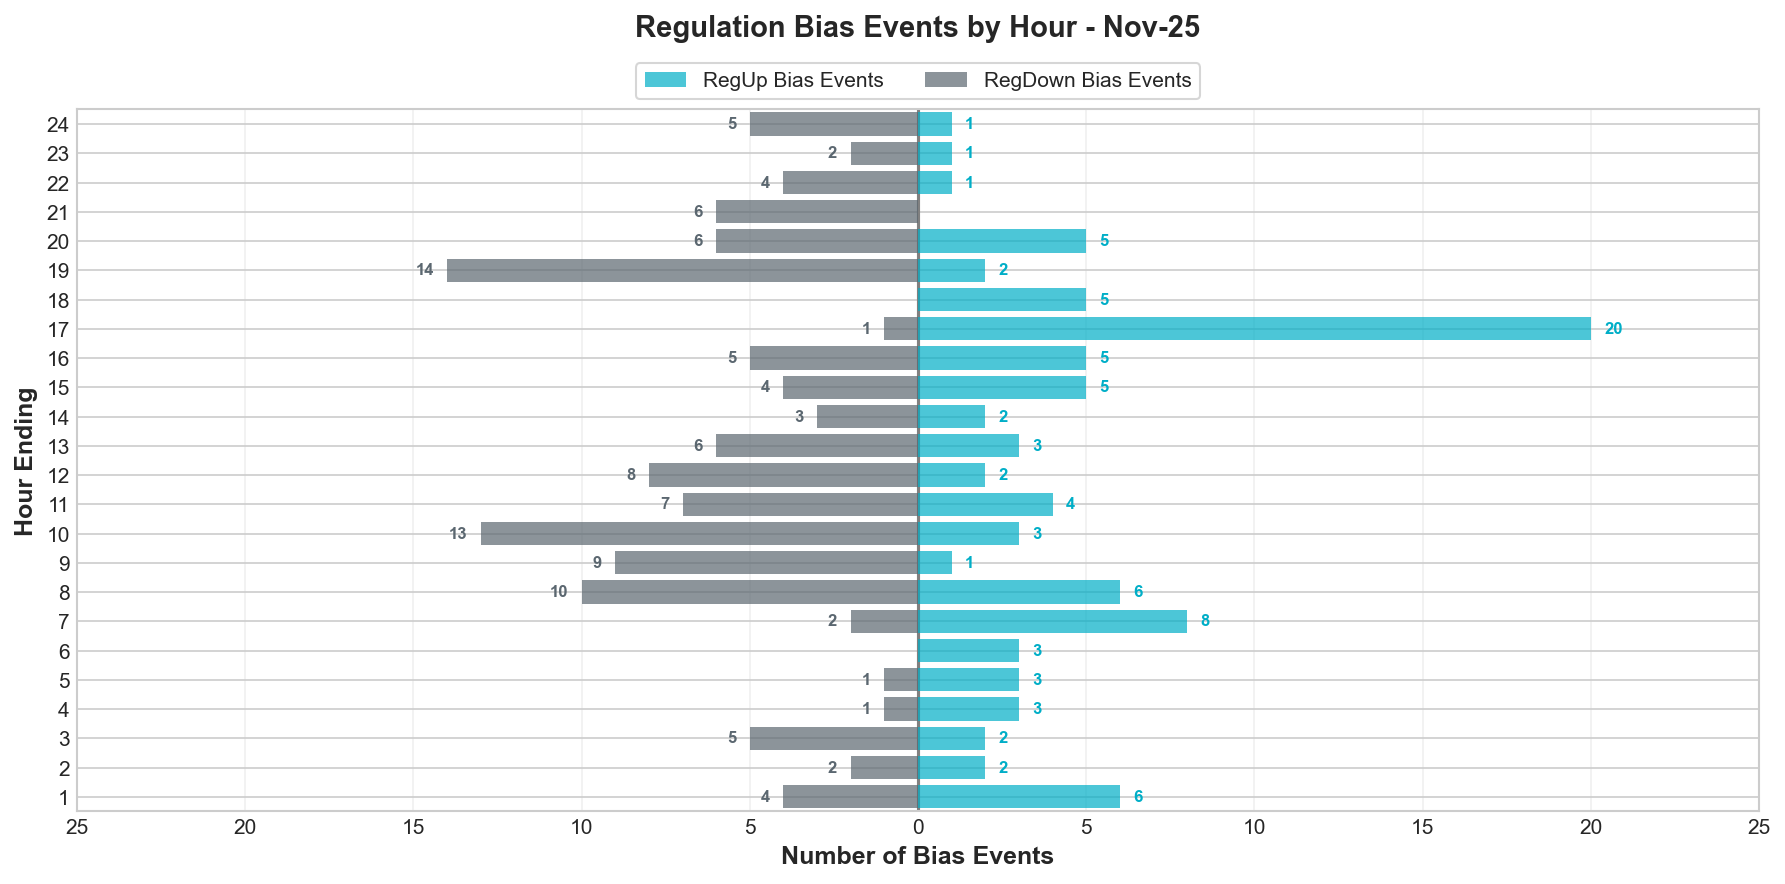 Regulation Bias Events by Hour - Nov-25
RegUp Bias Events RegDown Bias Events
24 5 1
23 2 1
22 4 1
21 6
20 6 5
19 14 2
18 5
17 1 20
16 5 5
15 4 5
14 3 2
13 6 3
12 8 2
11 7 4
10 13 3
9 9 1
8 10 6
7 2 8
6 3
5 1 3
4 1 3
3 5 2
2 2 2
1 4 6
Hour Ending
25 20 15 10 5 0 5 10 15 20 25
Number of Bias Events